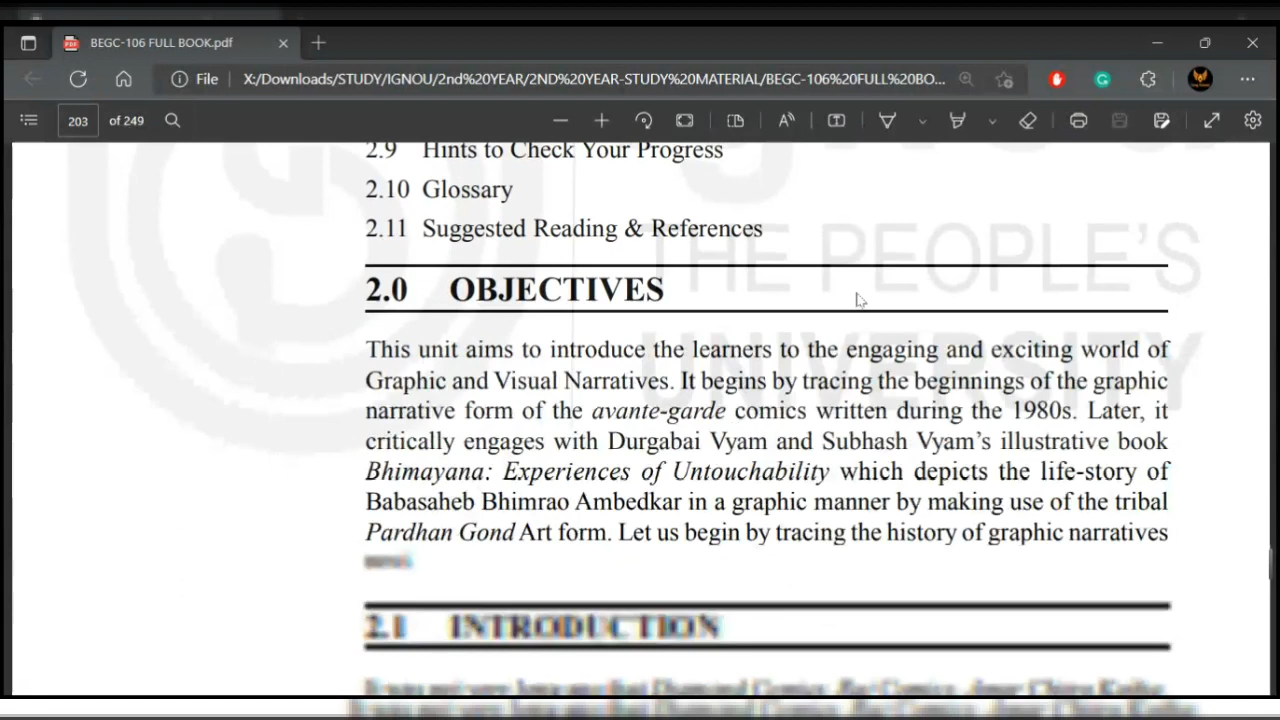 BEGC-106 FULL BOOK.pdf
File X:/Downloads/STUDY/IGNOU/2nd%20YEAR/2ND%20YEAR-STUDY%20MATERIAL/BEGC-106%20FULL%20BO...
203 of 249
2.9 Hints to Check Your Progress
2.10 Glossary
2.11 Suggested Reading & References
THE PEOPLE'S
UNIVERSITY
2.0 OBJECTIVES
This unit aims to introduce the learners to the engaging and exciting world of
Graphic and Visual Narratives. It begins by tracing the beginnings of the graphic
narrative form of the avante-garde comics written during the 1980s. Later, it
critically engages with Durgabai Vyam and Subhash Vyam's illustrative book
Bhimayana: Experiences of Untouchability which depicts the life-story of
Babasaheb Bhimrao Ambedkar in a graphic manner by making use of the tribal
Pardhan Gond Art form. Let us begin by tracing the history of graphic narratives
2.1 INTRODUCTION